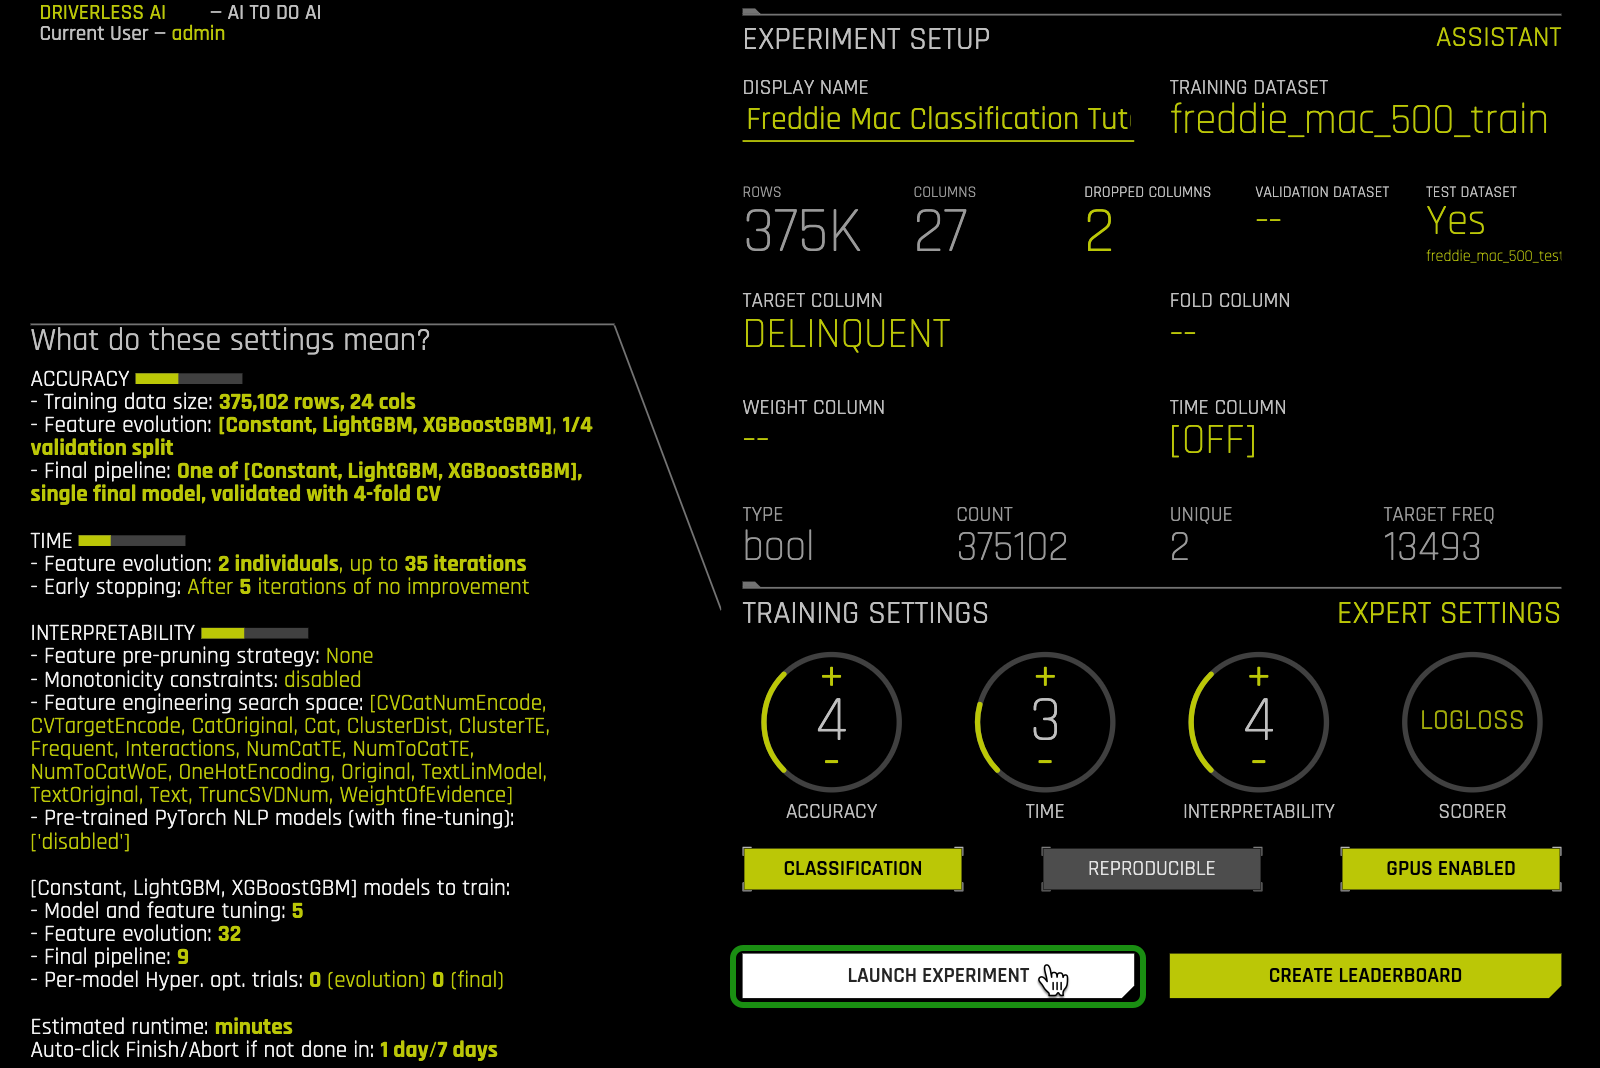 DRIVERLESS AI — AI TO DO AI
Current User — admin
EXPERIMENT SETUP
ASSISTANT
DISPLAY NAME
Freddie Mac Classification Tut
TRAINING DATASET
freddie_mac_500_train
ROWS
375K
COLUMNS
27
DROPPED COLUMNS
2
VALIDATION DATASET
--
TEST DATASET
Yes
freddie_mac_500_test
TARGET COLUMN
DELINQUENT
FOLD COLUMN
--
WEIGHT COLUMN
--
TIME COLUMN
[OFF]
TYPE
bool
COUNT
375102
UNIQUE
2
TARGET FREQ
13493
What do these settings mean?
ACCURACY
- Training data size: 375,102 rows, 24 cols
- Feature evolution: [Constant, LightGBM, XGBoostGBM], 1/4
validation split
- Final pipeline: One of [Constant, LightGBM, XGBoostGBM],
single final model, validated with 4-fold CV
TIME
- Feature evolution: 2 individuals, up to 35 iterations
- Early stopping: After 5 iterations of no improvement
INTERPRETABILITY
- Feature pre-pruning strategy: None
- Monotonicity constraints: disabled
- Feature engineering search space: [CVCatNumEncode,
CVTargetEncode, CatOriginal, Cat, ClusterDist, ClusterTE,
Frequent, Interactions, NumCatTE, NumToCatTE,
NumToCatWoE, OneHotEncoding, Original, TextLinModel,
TextOriginal, Text, TruncSVDNum, WeightOfEvidence]
- Pre-trained PyTorch NLP models (with fine-tuning):
['disabled']
[Constant, LightGBM, XGBoostGBM] models to train:
- Model and feature tuning: 5
- Feature evolution: 32
- Final pipeline: 9
- Per-model Hyper. opt. trials: 0 (evolution) 0 (final)
Estimated runtime: minutes
Auto-click Finish/Abort if not done in: 1 day/7 days
TRAINING SETTINGS
EXPERT SETTINGS
+
4
-
ACCURACY
+
3
-
TIME
+
4
-
INTERPRETABILITY
LOGLOSS
SCORER
CLASSIFICATION
REPRODUCIBLE
GPUS ENABLED
LAUNCH EXPERIMENT
CREATE LEADERBOARD